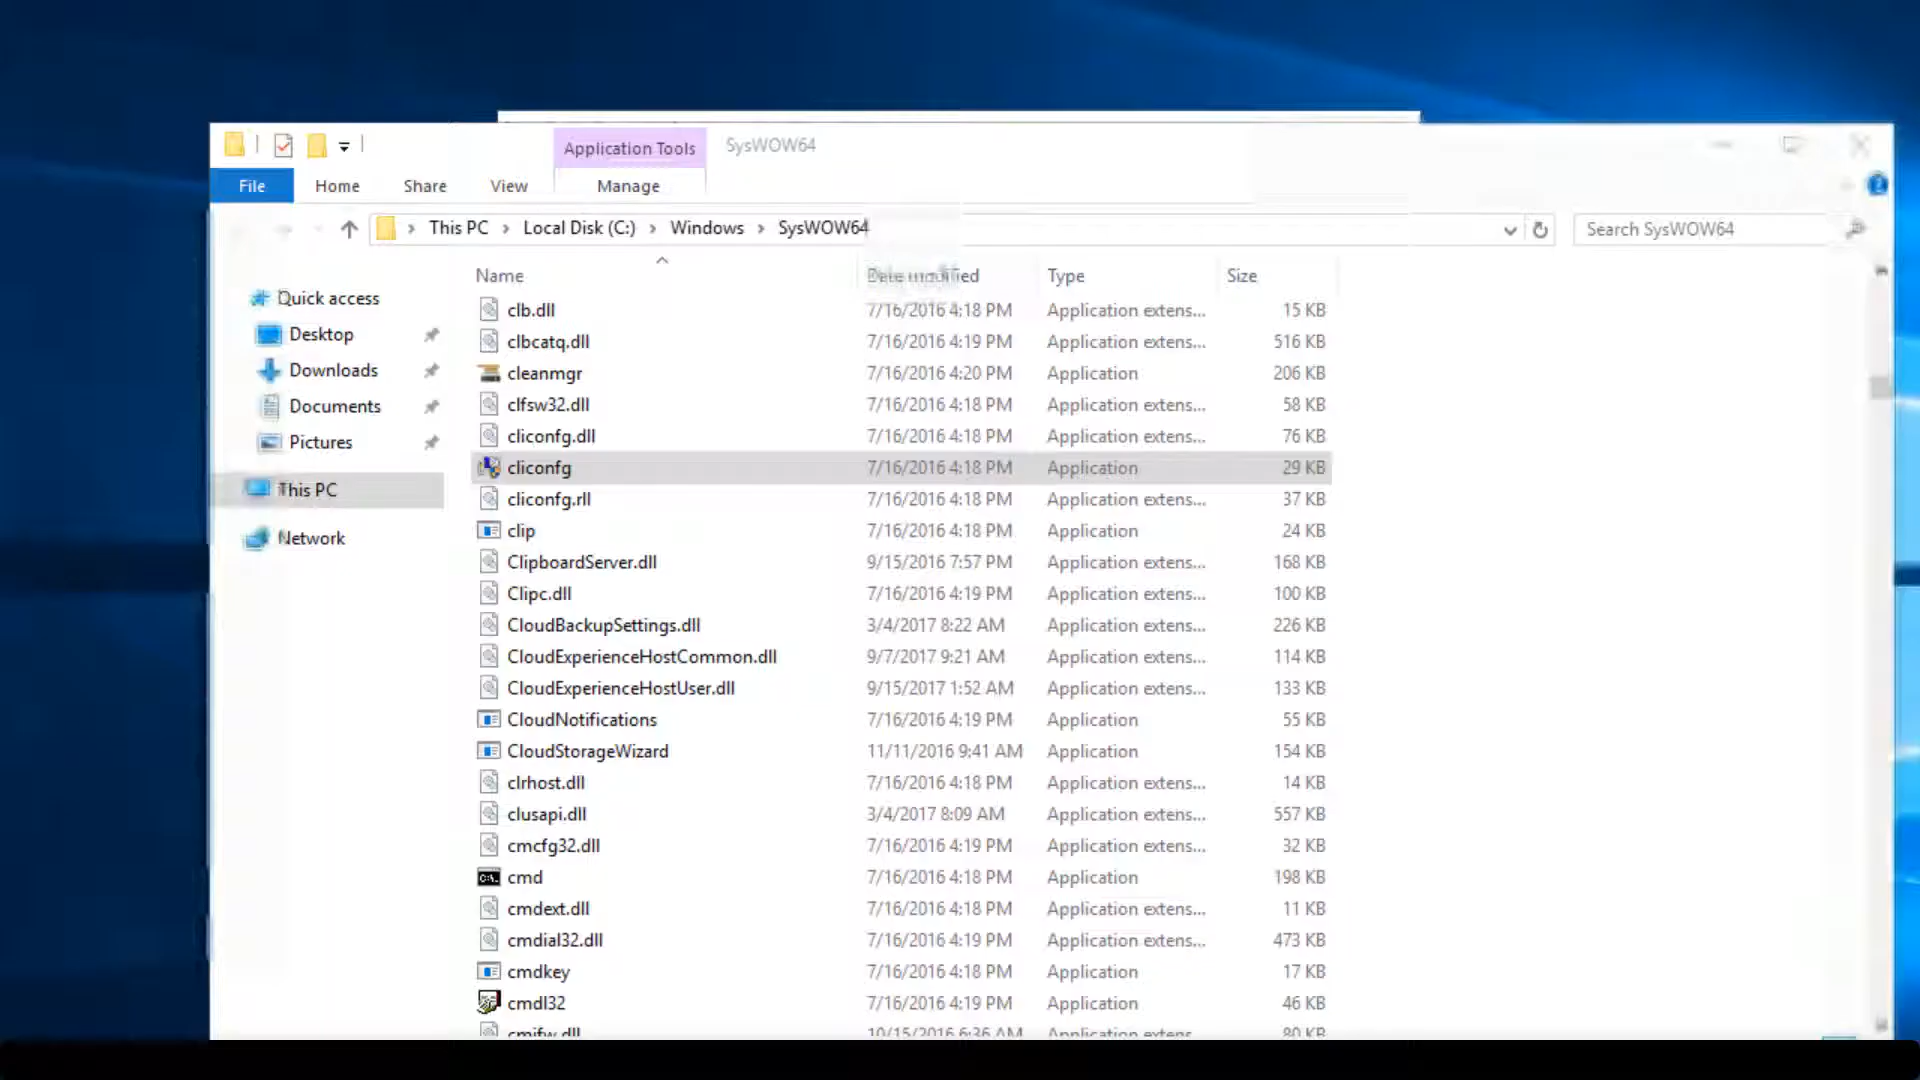 Application Tools SysWOW64
File Home Share View Manage
This PC Local Disk (C:) Windows SysWOW64 Search SysWOW64
Name Date modified Type Size
Quick access
Desktop
Downloads
Documents
Pictures
This PC
Network
clb.dll 7/16/2016 4:18 PM Application extens... 15 KB
clbcatq.dll 7/16/2016 4:19 PM Application extens... 516 KB
cleanmgr 7/16/2016 4:20 PM Application 206 KB
clfsw32.dll 7/16/2016 4:18 PM Application extens... 58 KB
cliconfg.dll 7/16/2016 4:18 PM Application extens... 76 KB
cliconfg 7/16/2016 4:18 PM Application 29 KB
cliconfg.rll 7/16/2016 4:18 PM Application extens... 37 KB
clip 7/16/2016 4:18 PM Application 24 KB
ClipboardServer.dll 9/15/2016 7:57 PM Application extens... 168 KB
Clipc.dll 7/16/2016 4:19 PM Application extens... 100 KB
CloudBackupSettings.dll 3/4/2017 8:22 AM Application extens... 226 KB
CloudExperienceHostCommon.dll 9/7/2017 9:21 AM Application extens... 114 KB
CloudExperienceHostUser.dll 9/15/2017 1:52 AM Application extens... 133 KB
CloudNotifications 7/16/2016 4:19 PM Application 55 KB
CloudStorageWizard 11/11/2016 9:41 AM Application 154 KB
clrhost.dll 7/16/2016 4:18 PM Application extens... 14 KB
clusapi.dll 3/4/2017 8:09 AM Application extens... 557 KB
cmcfg32.dll 7/16/2016 4:19 PM Application extens... 32 KB
cmd 7/16/2016 4:18 PM Application 198 KB
cmdext.dll 7/16/2016 4:18 PM Application extens... 11 KB
cmdial32.dll 7/16/2016 4:19 PM Application extens... 473 KB
cmdkey 7/16/2016 4:18 PM Application 17 KB
cmdl32 7/16/2016 4:19 PM Application 46 KB
cmifw.dll 10/15/2016 6:36 AM Application extens... 80 KB